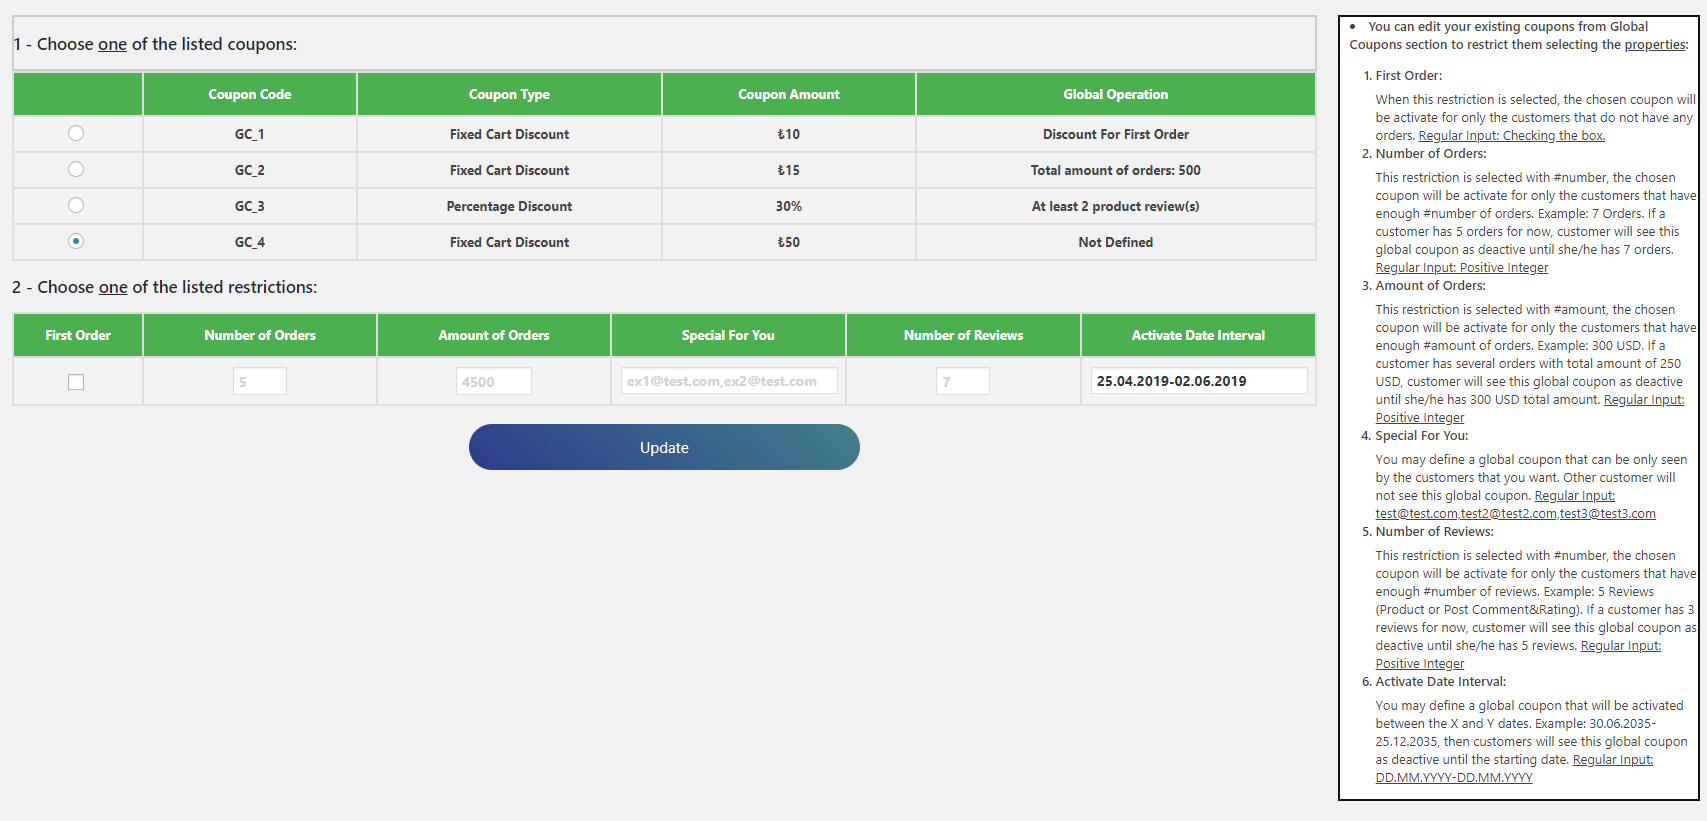 1 - Choose one of the listed coupons:
Coupon Code Coupon Type Coupon Amount Global Operation
GC_1 Fixed Cart Discount ₺10 Discount For First Order
GC_2 Fixed Cart Discount ₺15 Total amount of orders: 500
GC_3 Percentage Discount 30% At least 2 product review(s)
GC_4 Fixed Cart Discount ₺50 Not Defined
2 - Choose one of the listed restrictions:
First Order Number of Orders Amount of Orders Special For You Number of Reviews Activate Date Interval
5 4500 ex1@test.com,ex2@test.com 7 25.04.2019-02.06.2019
Update
• You can edit your existing coupons from Global
Coupons section to restrict them selecting the properties:
1. First Order:
When this restriction is selected, the chosen coupon will
be activate for only the customers that do not have any
orders. Regular Input: Checking the box.
2. Number of Orders:
This restriction is selected with #number, the chosen
coupon will be activate for only the customers that have
enough #number of orders. Example: 7 Orders. If a
customer has 5 orders for now, customer will see this
global coupon as deactive until she/he has 7 orders.
Regular Input: Positive Integer
3. Amount of Orders:
This restriction is selected with #amount, the chosen
coupon will be activate for only the customers that have
enough #amount of orders. Example: 300 USD. If a
customer has several orders with total amount of 250
USD, customer will see this global coupon as deactive
until she/he has 300 USD total amount. Regular Input:
Positive Integer
4. Special For You:
You may define a global coupon that can be only seen
by the customers that you want. Other customer will
not see this global coupon. Regular Input:
test@test.com,test2@test2.com,test3@test3.com
5. Number of Reviews:
This restriction is selected with #number, the chosen
coupon will be activate for only the customers that have
enough #number of reviews. Example: 5 Reviews
(Product or Post Comment&Rating). If a customer has 3
reviews for now, customer will see this global coupon as
deactive until she/he has 5 reviews. Regular Input:
Positive Integer
6. Activate Date Interval:
You may define a global coupon that will be activated
between the X and Y dates. Example: 30.06.2035-
25.12.2035, then customers will see this global coupon
as deactive until the starting date. Regular Input:
DD.MM.YYYY-DD.MM.YYYY